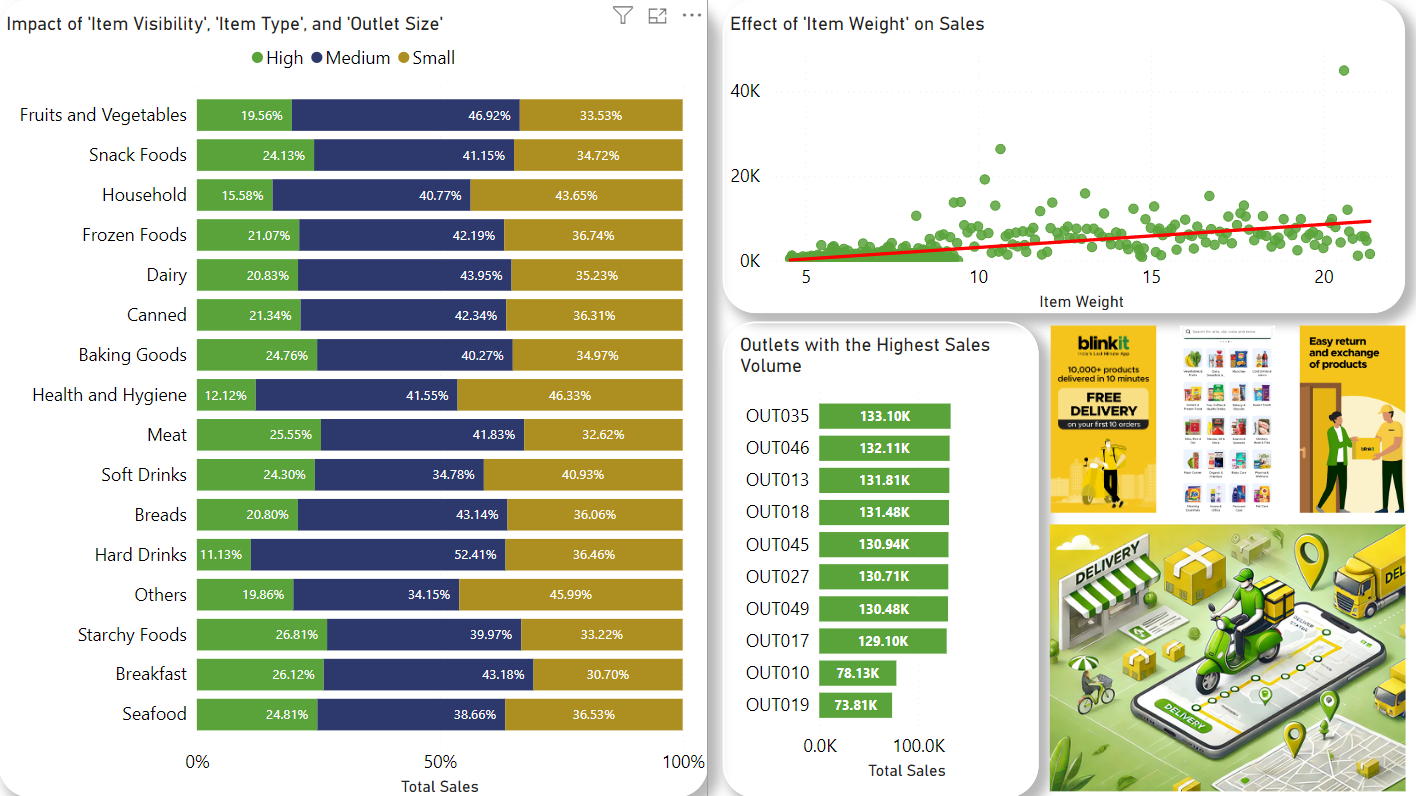 Impact of 'Item Visibility', 'Item Type', and 'Outlet Size'
High Medium Small
Fruits and Vegetables 19.56% 46.92% 33.53%
Snack Foods 24.13% 41.15% 34.72%
Household 15.58% 40.77% 43.65%
Frozen Foods 21.07% 42.19% 36.74%
Dairy 20.83% 43.95% 35.23%
Canned 21.34% 42.34% 36.31%
Baking Goods 24.76% 40.27% 34.97%
Health and Hygiene 12.12% 41.55% 46.33%
Meat 25.55% 41.83% 32.62%
Soft Drinks 24.30% 34.78% 40.93%
Breads 20.80% 43.14% 36.06%
Hard Drinks 11.13% 52.41% 36.46%
Others 19.86% 34.15% 45.99%
Starchy Foods 26.81% 39.97% 33.22%
Breakfast 26.12% 43.18% 30.70%
Seafood 24.81% 38.66% 36.53%
0% 50% 100%
Total Sales
Effect of 'Item Weight' on Sales
40K
20K
0K
5 10 15 20
Item Weight
Outlets with the Highest Sales
Volume
OUT035 133.10K
OUT046 132.11K
OUT013 131.81K
OUT018 131.48K
OUT045 130.94K
OUT027 130.71K
OUT049 130.48K
OUT017 129.10K
OUT010 78.13K
OUT019 73.81K
0.0K 100.0K
Total Sales
blinkit
India's Last Minute App
10,000+ products
delivered in 10 minutes
FREE
DELIVERY
on your first 10 orders
Easy return
and exchange
of products
blinkit
DELIVERY
DEL
DELIVERY